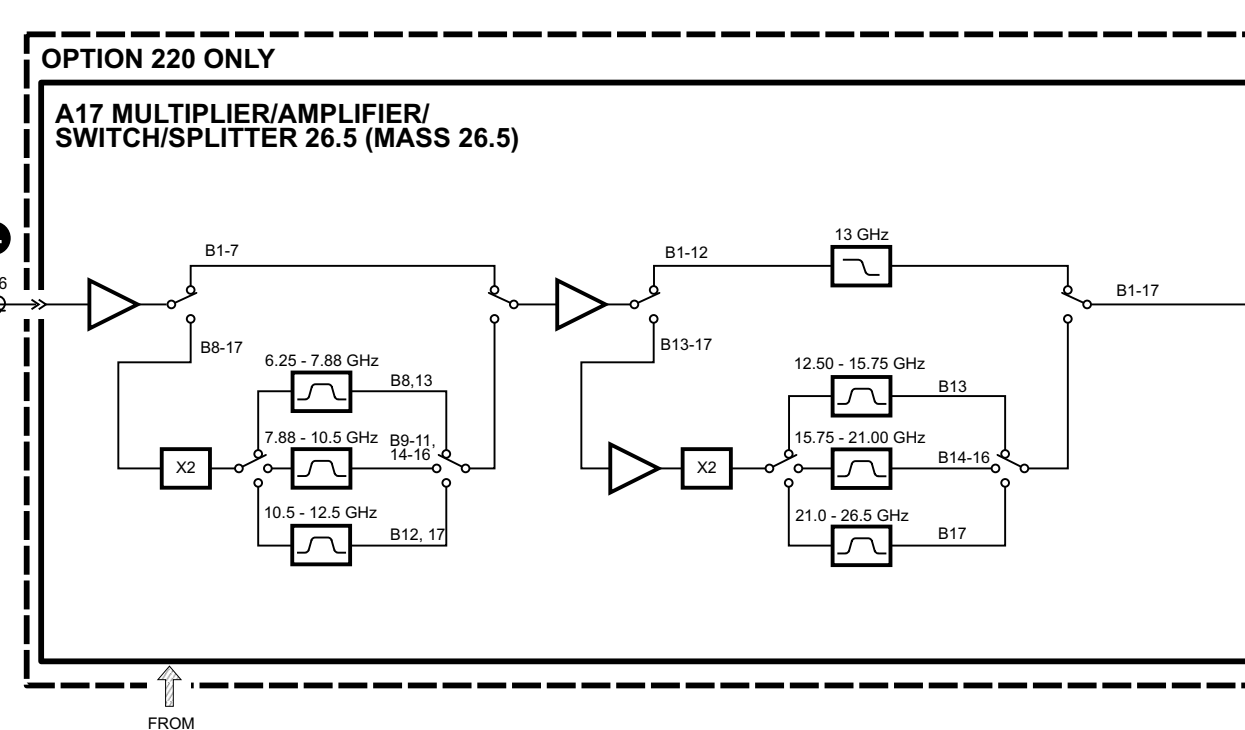 OPTION 220 ONLY
A17 MULTIPLIER/AMPLIFIER/
SWITCH/SPLITTER 26.5 (MASS 26.5)
6
B1-7
B8-17
6.25 - 7.88 GHz
B8,13
7.88 - 10.5 GHz
B9-11,
14-16
X2
10.5 - 12.5 GHz
B12, 17
B1-12
13 GHz
B1-17
B13-17
12.50 - 15.75 GHz
B13
15.75 - 21.00 GHz
B14-16
X2
21.0 - 26.5 GHz
B17
FROM